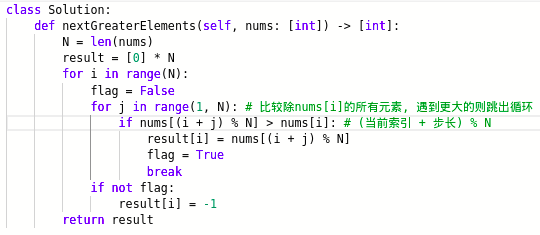 class Solution:
    def nextGreaterElements(self, nums: [int]) -> [int]:
        N = len(nums)
        result = [0] * N
        for i in range(N):
            flag = False
            for j in range(1, N): # 比较除nums[i]的所有元素, 遇到更大的则跳出循环
                if nums[(i + j) % N] > nums[i]: # (当前索引 + 步长) % N
                    result[i] = nums[(i + j) % N]
                    flag = True
                    break
            if not flag:
                result[i] = -1
        return result